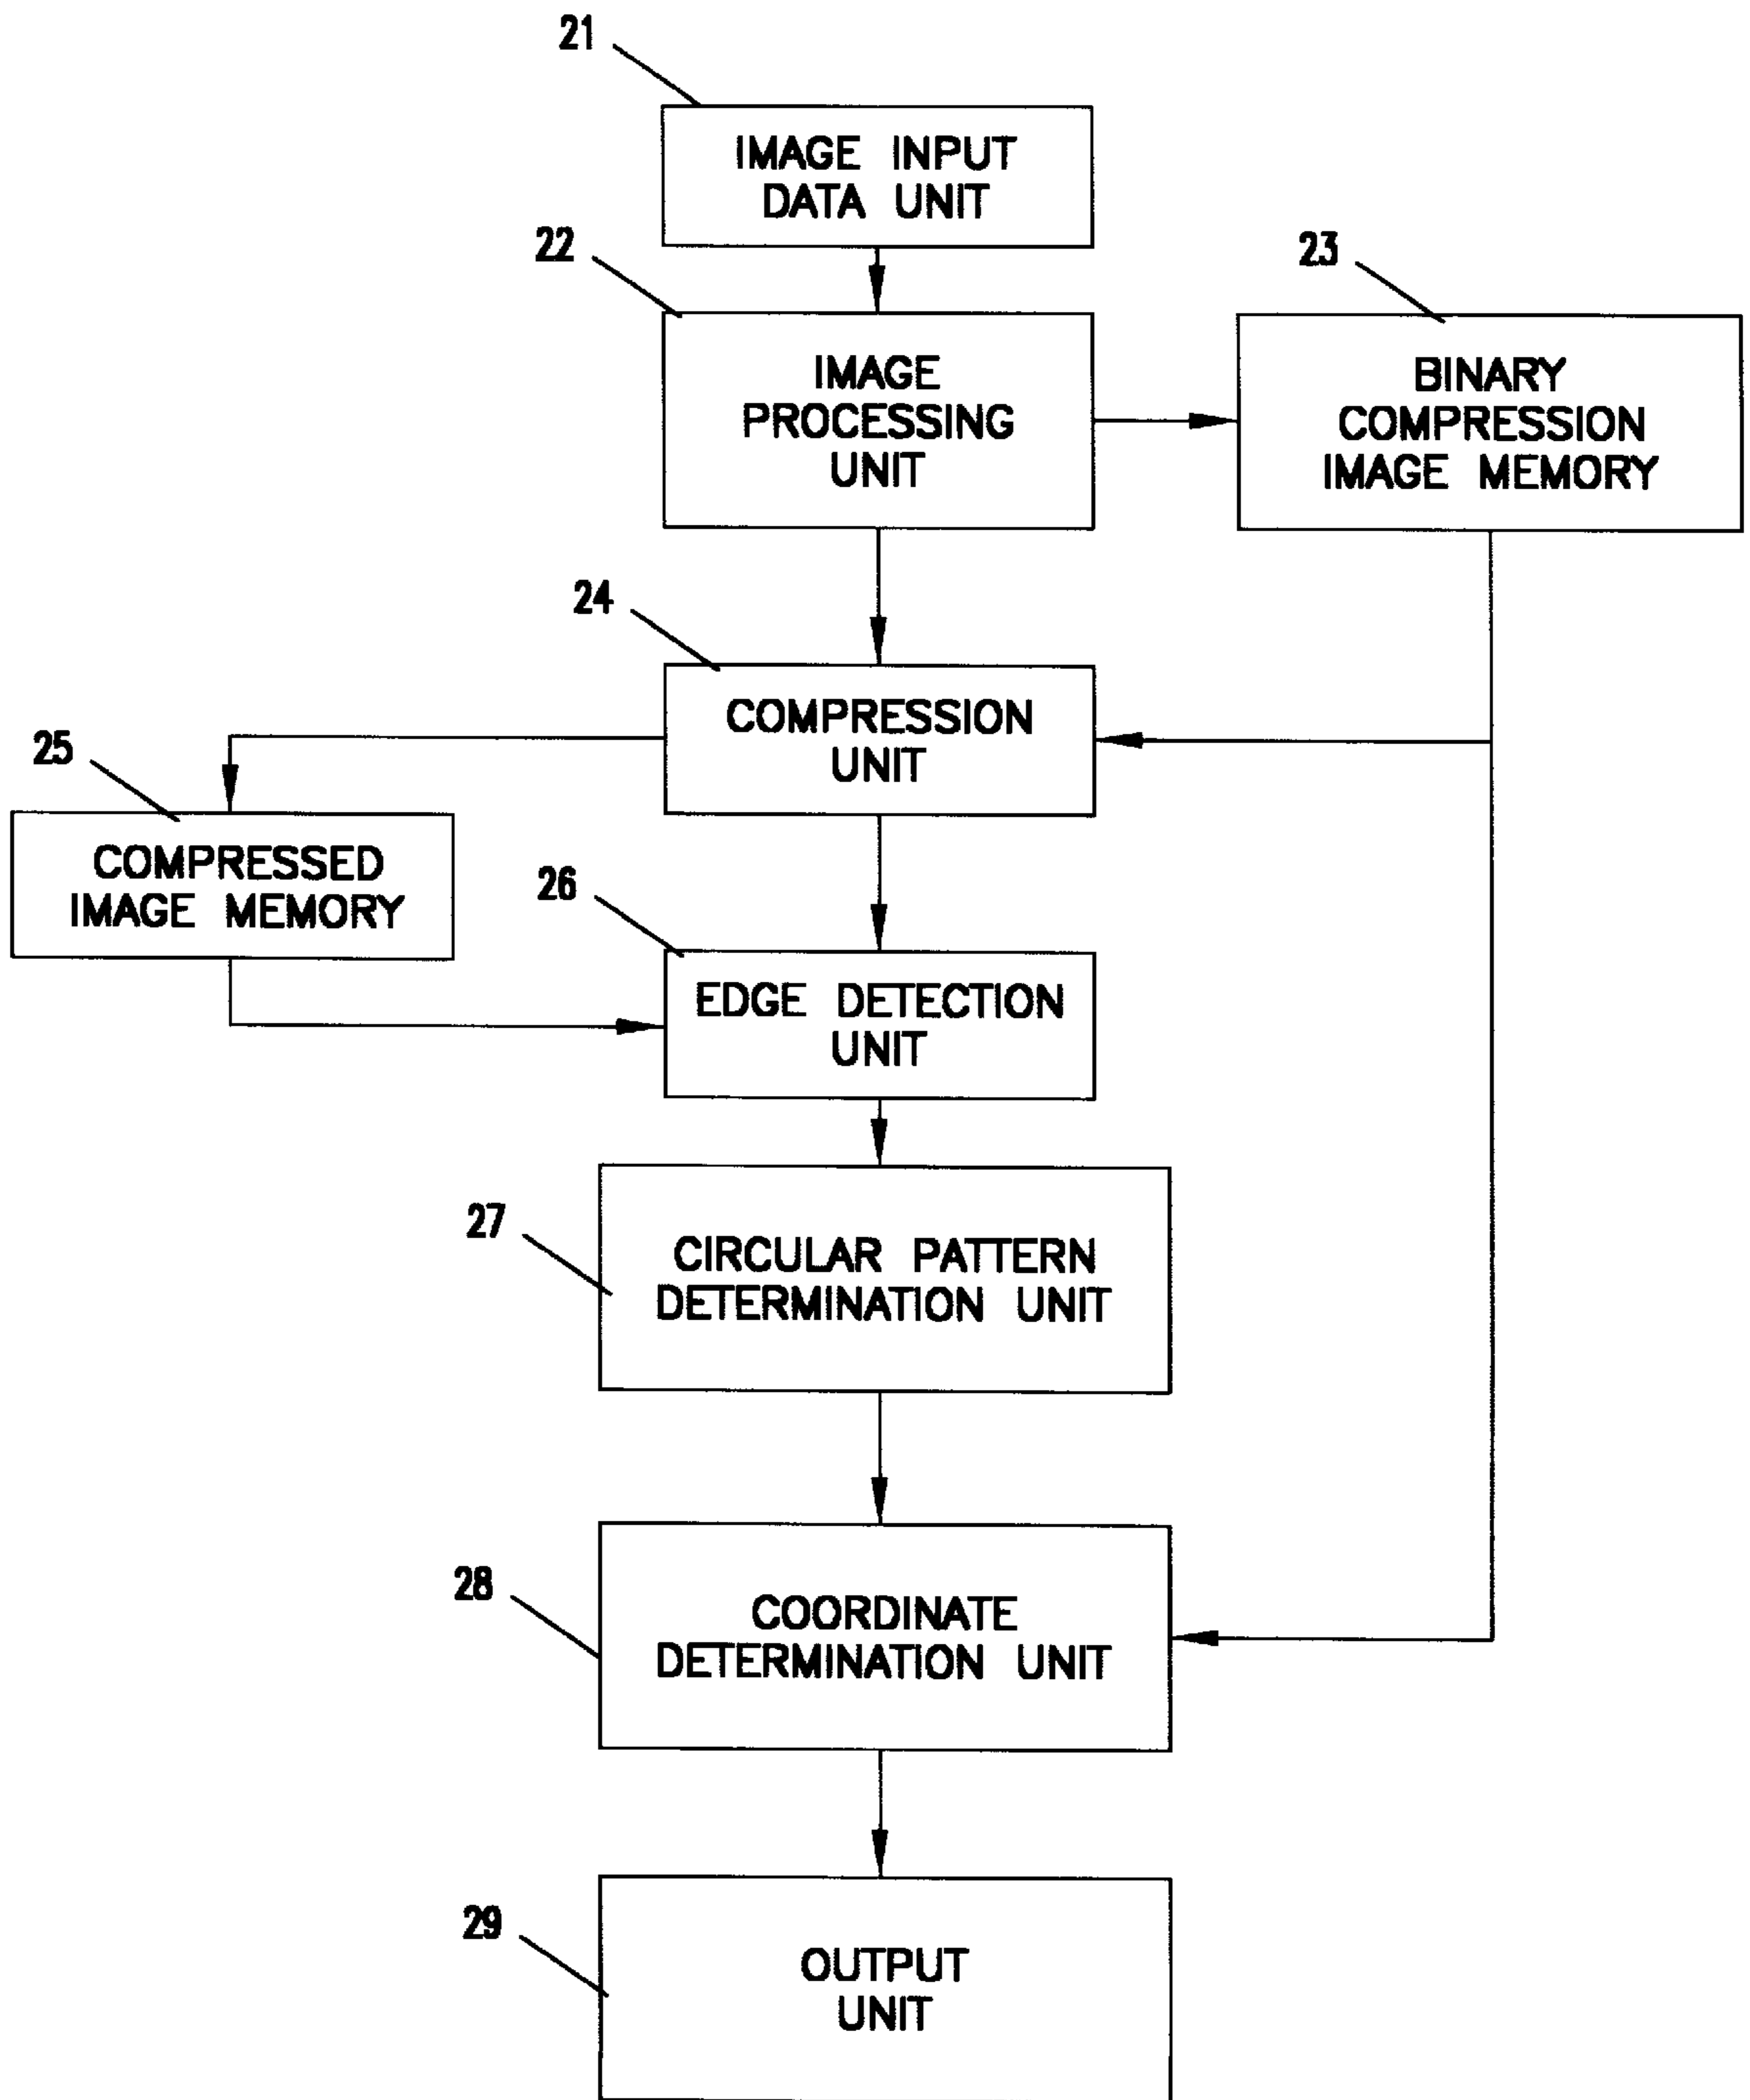 21
IMAGE INPUT
DATA UNIT
22
IMAGE
PROCESSING
UNIT
23
BINARY
COMPRESSION
IMAGE MEMORY
24
COMPRESSION
UNIT
25
COMPRESSED
IMAGE MEMORY
26
EDGE DETECTION
UNIT
27
CIRCULAR PATTERN
DETERMINATION UNIT
28
COORDINATE
DETERMINATION UNIT
29
OUTPUT
UNIT